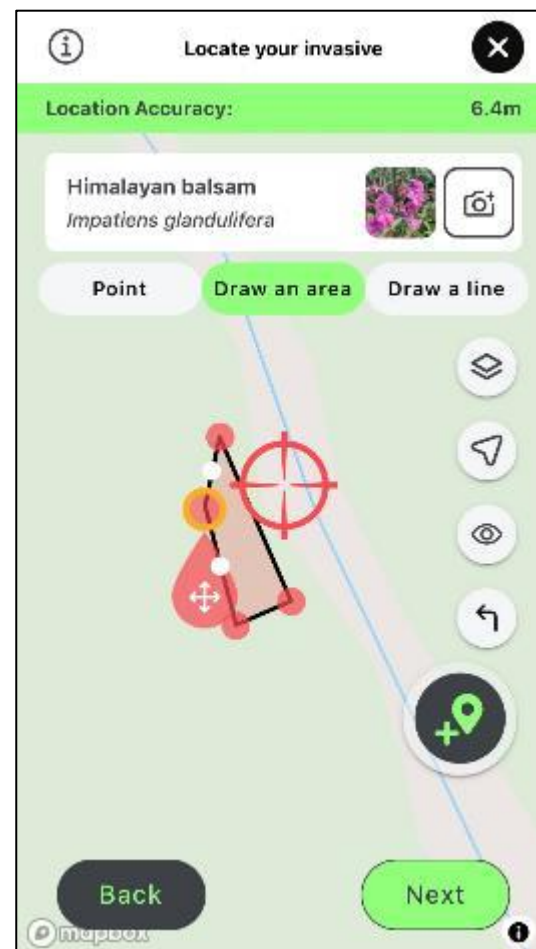 Locate your invasive
Location Accuracy: 6.4m
Himalayan balsam
Impatiens glandulifera
Point Draw an area Draw a line
Back Next
mapbox